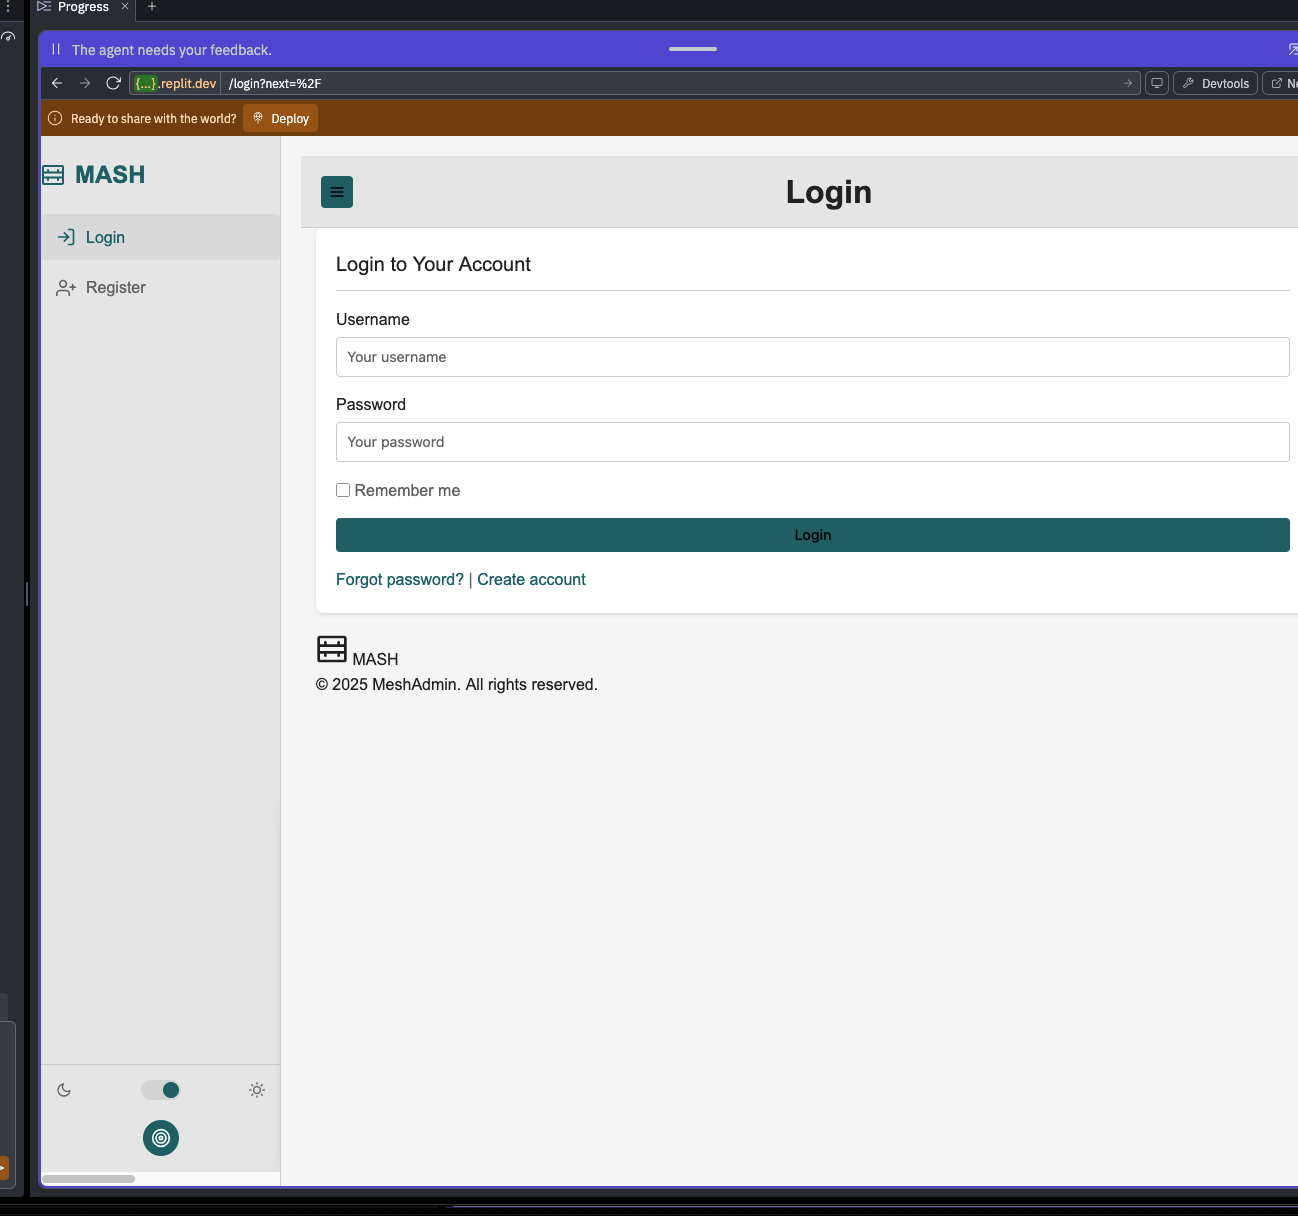 Progress
The agent needs your feedback.
{...}.replit.dev /login?next=%2F
Devtools
Ready to share with the world?
Deploy
MASH
Login
Register
Login
Login to Your Account
Username
Your username
Password
Your password
Remember me
Login
Forgot password? | Create account
MASH
© 2025 MeshAdmin. All rights reserved.